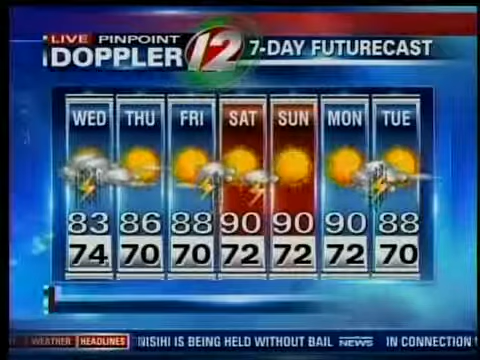 LIVE PINPOINT
DOPPLER 12 7-DAY FUTURECAST
WED THU FRI SAT SUN MON TUE
83 86 88 90 90 90 88
74 70 70 72 72 72 70
WEATHER HEADLINES NISIHI IS BEING HELD WITHOUT BAIL NEWS IN CONNECTION